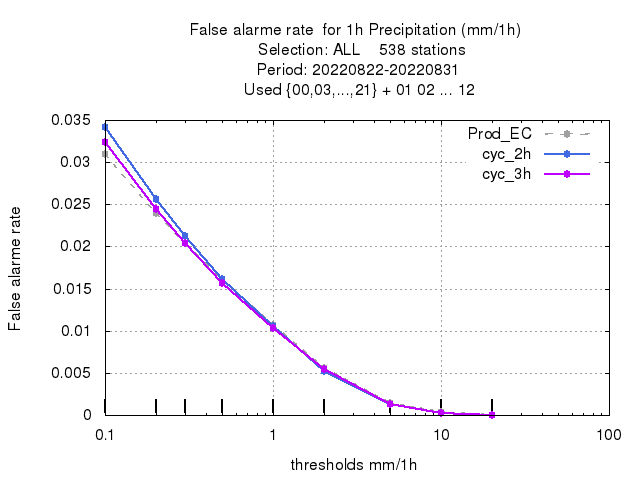 False alarme rate  for 1h Precipitation (mm/1h)
Selection: ALL    538 stations
Period: 20220822-20220831
Used {00,03,...,21} + 01 02 ... 12
Prod_EC
cyc_2h
cyc_3h
False alarme rate
0.035
0.03
0.025
0.02
0.015
0.01
0.005
0
0.1
1
10
100
thresholds mm/1h